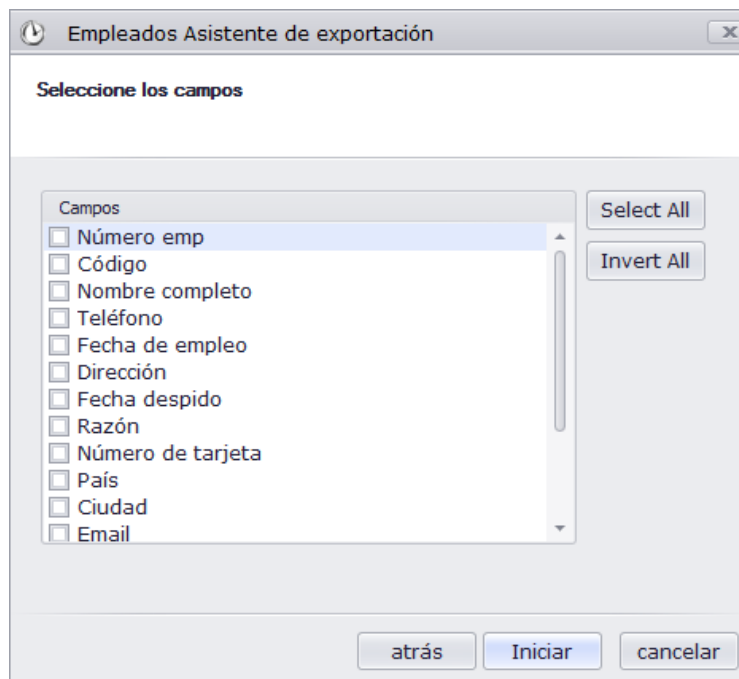 Empleados Asistente de exportación
Seleccione los campos
Campos
Select All
Número emp
Código
Invert All
Nombre completo
Teléfono
Fecha de empleo
Dirección
Fecha despido
Razón
Número de tarjeta
País
Ciudad
Email
atrás
Iniciar
cancelar